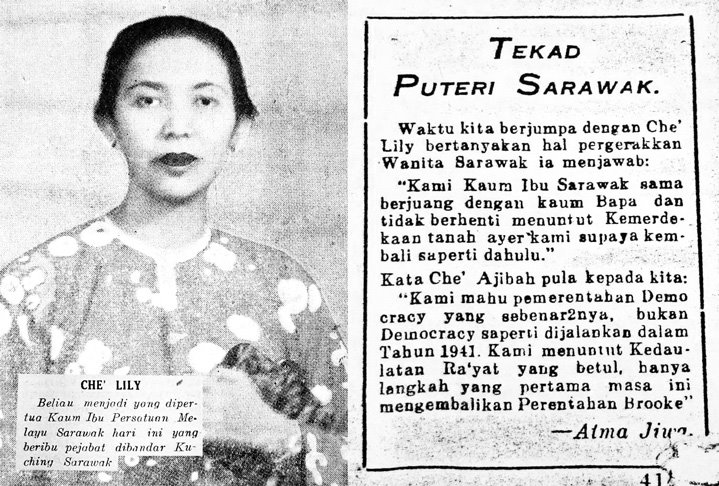 CHE' LILY
Beliau menjadi yang diper-
tua Kaum Ibu Persatuan Me-
layu Sarawak hari ini yang
beribu pejabat dibandar Ku-
ching Sarawak
TEKAD
PUTERI SARAWAK.
Waktu kita berjumpa dengan Che'
Lily bertanyakan hal pergerakkan
Wanita Sarawak ia menjawab:
"Kami Kaum Ibu Sarawak sama
berjuang dengan kaum Bapa dan
tidak berhenti menuntut Kemerde-
kaan tanah ayer kami supaya kem-
bali saperti dahulu."
Kata Che' Ajibah pula kepada kita:
"Kami mahu pemerentahan Demo
cracy yang sebenar2nya, bukan
Democracy saperti dijalankan dalam
Tahun 1941. Kami menuntut Kedau-
latan Ra'yat yang betul, hanya
langkah yang pertama masa ini
mengembalikan Perentahan Brooke"
—Atma Jiwa.
41